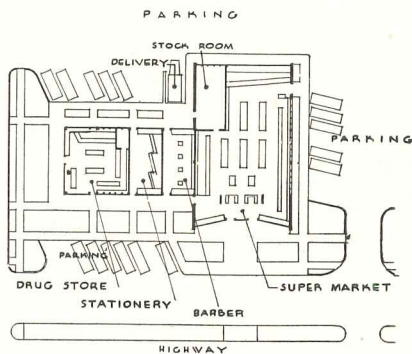 PARKING
STOCK ROOM
DELIVERY
PARKING
PARKING
DRUG STORE
STATIONERY
BARBER
SUPER MARKET
HIGHWAY